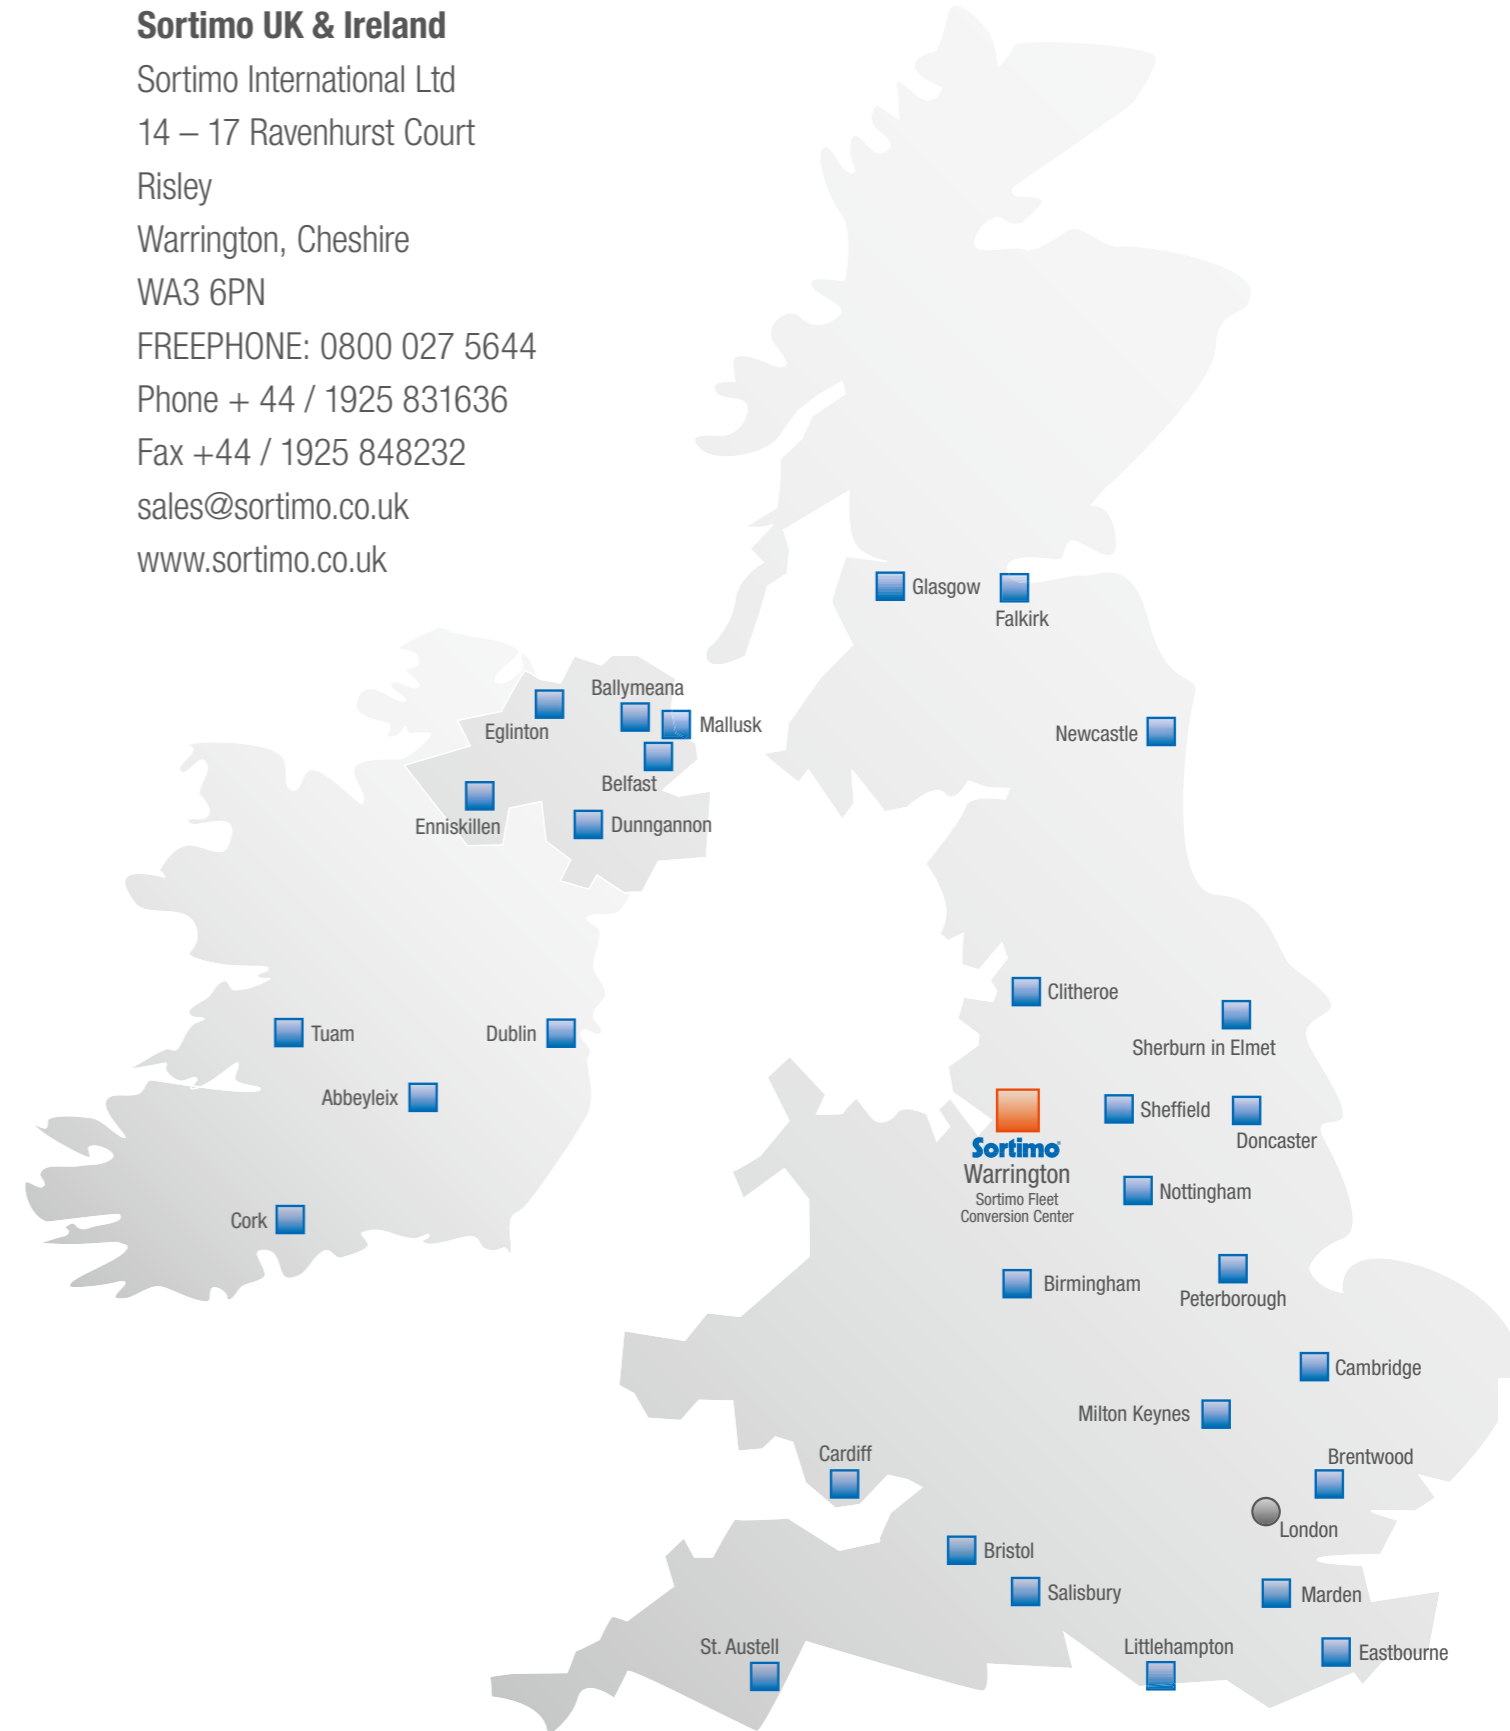 Sortimo UK & Ireland
Sortimo International Ltd
14 – 17 Ravenhurst Court
Risley
Warrington, Cheshire
WA3 6PN
FREEPHONE: 0800 027 5644
Phone + 44 / 1925 831636
Fax +44 / 1925 848232
sales@sortimo.co.uk
www.sortimo.co.uk
Glasgow
Falkirk
Ballymeana
Eglinton
Mallusk
Newcastle
Belfast
Enniskillen
Dunngannon
Clitheroe
Tuam
Dublin
Sherburn in Elmet
Abbeyleix
Sheffield
Doncaster
Sortimo®
Warrington
Sortimo Fleet
Conversion Center
Nottingham
Cork
Birmingham
Peterborough
Cambridge
Milton Keynes
Cardiff
Brentwood
London
Bristol
Salisbury
Marden
St. Austell
Littlehampton
Eastbourne